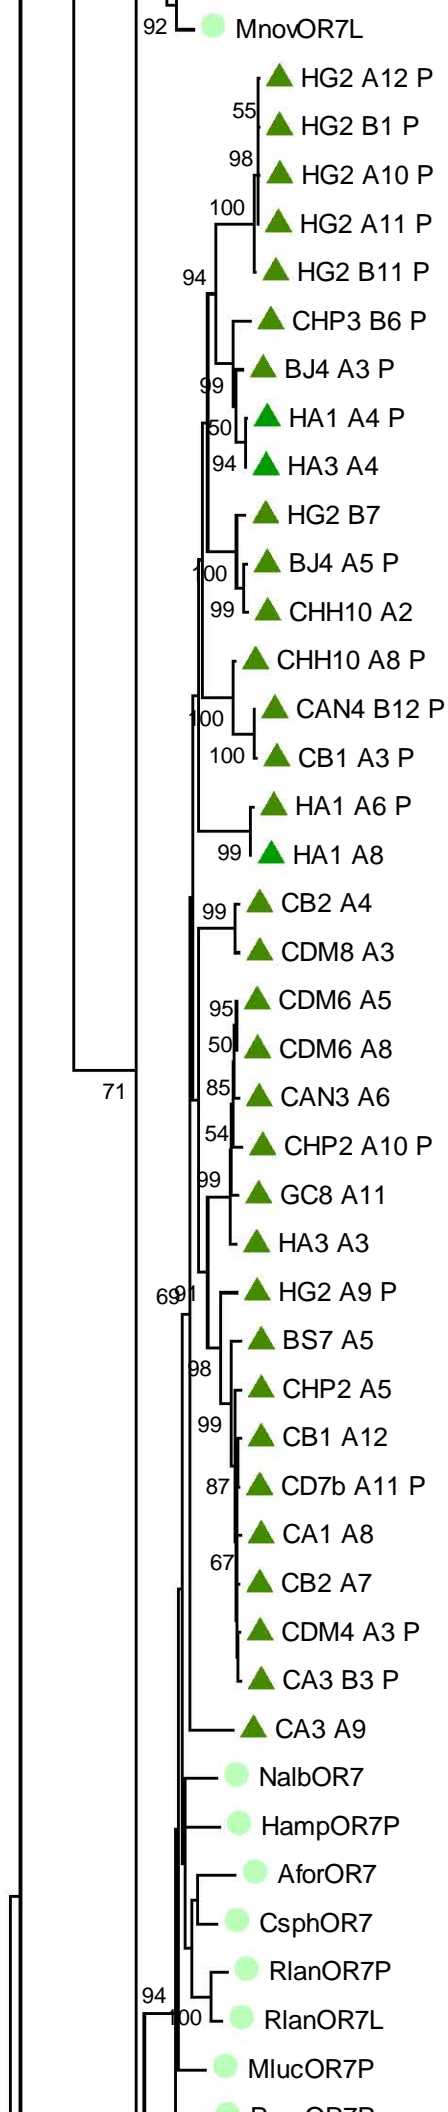 92
MnovOR7L
HG2 A12 P
55
HG2 B1 P
98
HG2 A10 P
100
HG2 A11 P
HG2 B11 P
94
CHP3 B6 P
BJ4 A3 P
99
HA1 A4 P
50
HA3 A4
94
HG2 B7
BJ4 A5 P
100
CHH10 A2
99
CHH10 A8 P
CAN4 B12 P
100
CB1 A3 P
100
HA1 A6 P
HA1 A8
99
CB2 A4
99
CDM8 A3
CDM6 A5
95
CDM6 A8
50
CAN3 A6
85
71
CHP2 A10 P
54
GC8 A11
99
HA3 A3
HG2 A9 P
69
91
BS7 A5
98
CHP2 A5
99
CB1 A12
CD7b A11 P
87
CA1 A8
67
CB2 A7
CDM4 A3 P
CA3 B3 P
CA3 A9
NalbOR7
HampOR7P
AforOR7
CsphOR7
RlanOR7P
94
100
RlanOR7L
MlucOR7P